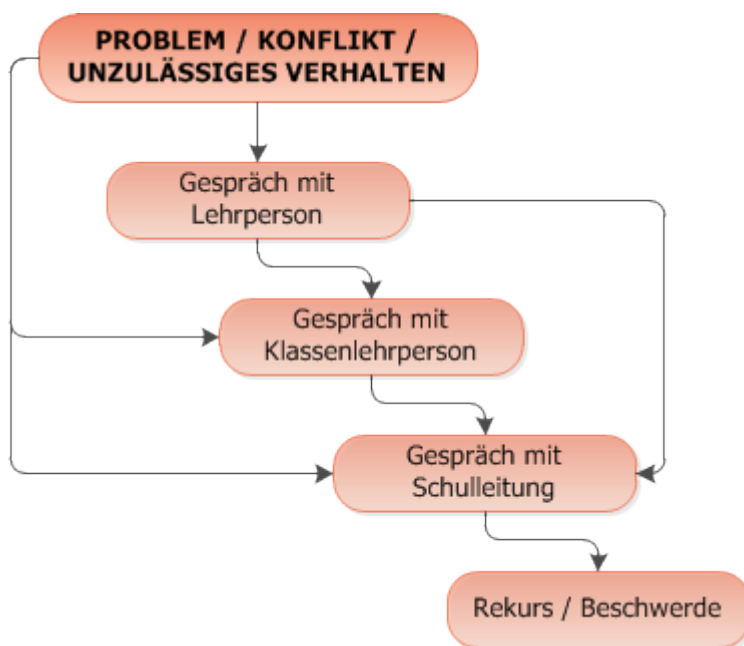 PROBLEM / KONFLIKT /
UNZULÄSSIGES VERHALTEN
Gespräch mit
Lehrperson
Gespräch mit
Klassenlehrperson
Gespräch mit
Schulleitung
Rekurs / Beschwerde